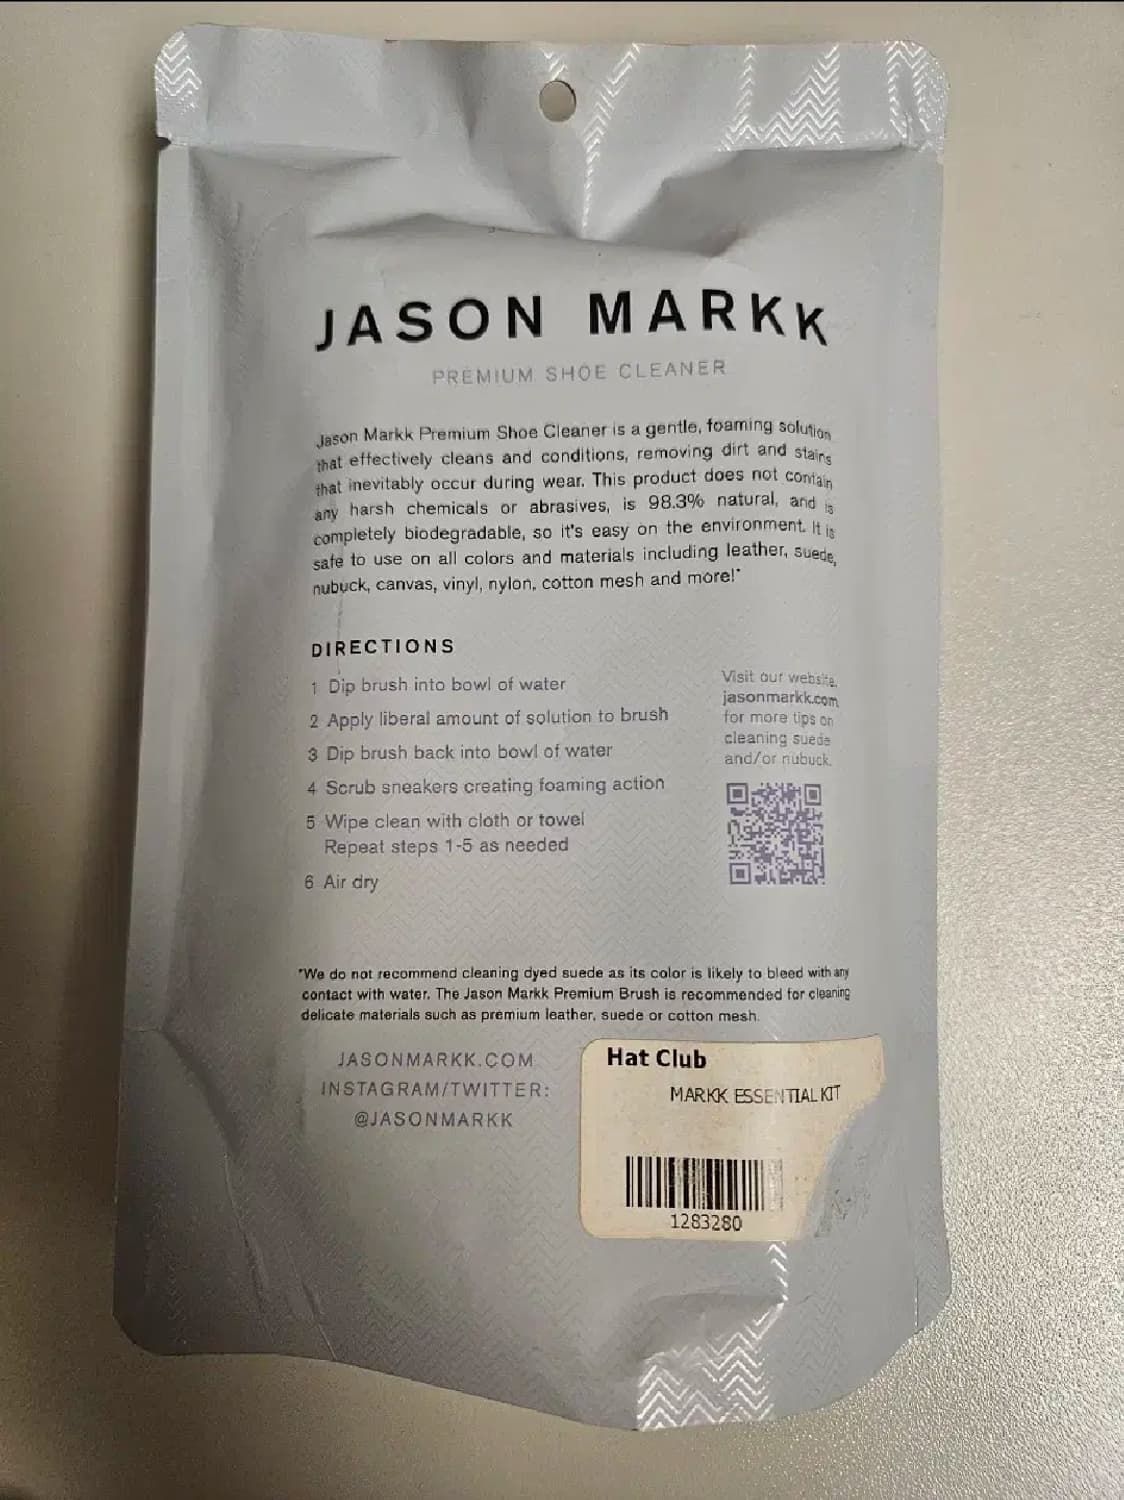 JASON MARKK
PREMIUM SHOE CLEANER
Jason Markk Premium Shoe Cleaner is a gentle, foaming solution
that effectively cleans and conditions, removing dirt and stains
that inevitably occur during wear. This product does not contain
any harsh chemicals or abrasives, is 98.3% natural, and is
completely biodegradable, so it's easy on the environment. It is
safe to use on all colors and materials including leather, suede,
nubuck, canvas, vinyl, nylon, cotton mesh and more!*
DIRECTIONS
1 Dip brush into bowl of water
2 Apply liberal amount of solution to brush
3 Dip brush back into bowl of water
4 Scrub sneakers creating foaming action
5 Wipe clean with cloth or towel
Repeat steps 1-5 as needed
6 Air dry
Visit our website,
jasonmarkk.com
for more tips on
cleaning suede
and/or nubuck.
*We do not recommend cleaning dyed suede as its color is likely to bleed with any
contact with water. The Jason Markk Premium Brush is recommended for cleaning
delicate materials such as premium leather, suede or cotton mesh.
JASONMARKK.COM
INSTAGRAM/TWITTER:
@JASONMARKK
Hat Club
MARKK ESSENTIAL KIT
1283280